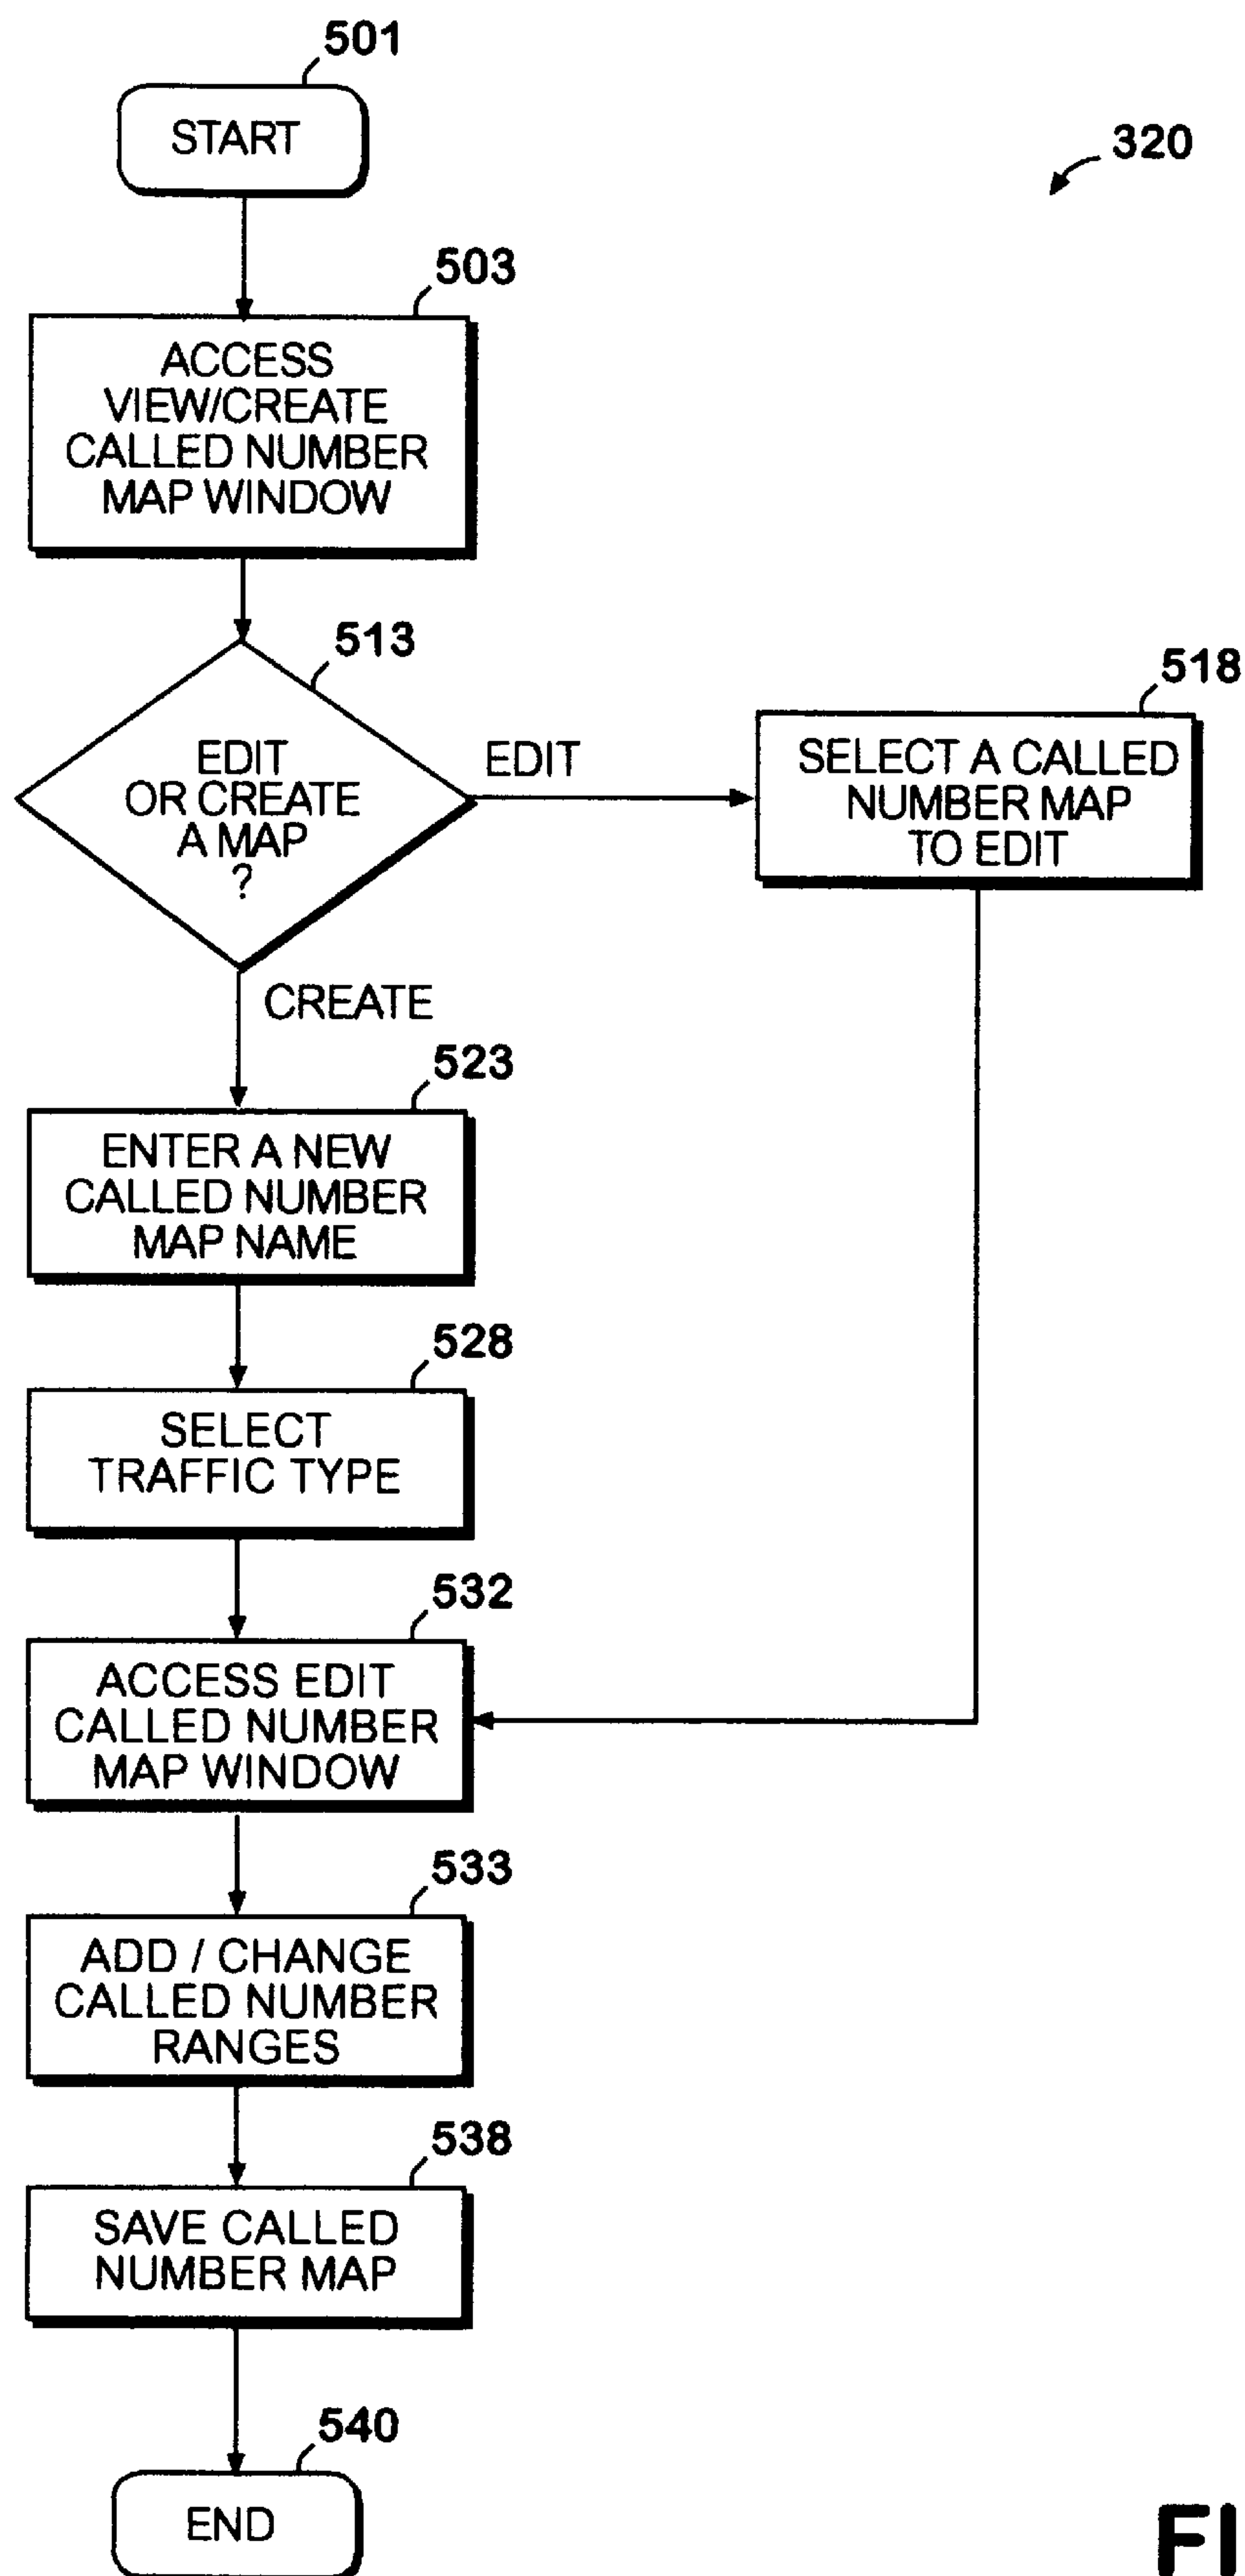 501
START
320
503
ACCESS
VIEW/CREATE
CALLED NUMBER
MAP WINDOW
513
EDIT
OR CREATE
A MAP
?
EDIT
518
SELECT A CALLED
NUMBER MAP
TO EDIT
CREATE
523
ENTER A NEW
CALLED NUMBER
MAP NAME
528
SELECT
TRAFFIC TYPE
532
ACCESS EDIT
CALLED NUMBER
MAP WINDOW
533
ADD / CHANGE
CALLED NUMBER
RANGES
538
SAVE CALLED
NUMBER MAP
540
END
FI